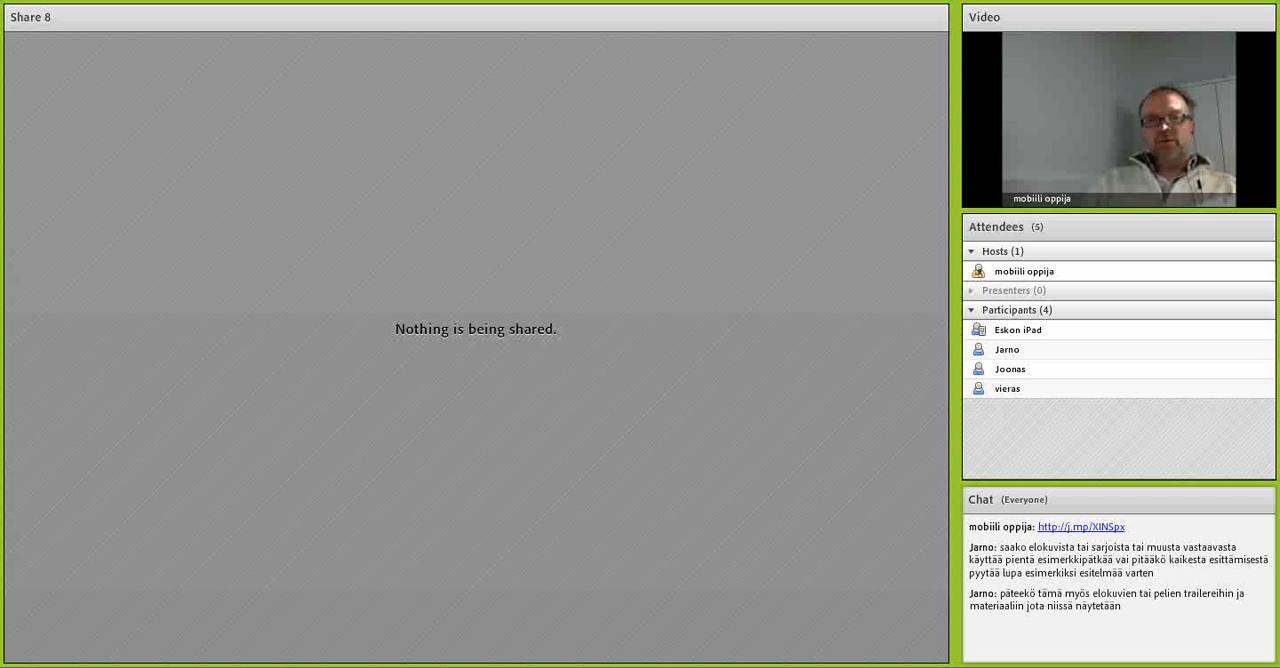 Share 8
Nothing is being shared.
Video
mobiili oppija
Attendees (5)
Hosts (1)
mobiili oppija
Presenters (0)
Participants (4)
Eskon iPad
Jarno
Joonas
vieras
Chat (Everyone)
mobiili oppija: http://j.mp/XINSpx
Jarno: saako elokuvista tai sarjoista tai muusta vastaavasta
käyttää pientä esimerkkipätkää vai pitääkö kaikesta esittämisestä
pyytää lupa esimerkiksi esitelmää varten
Jarno: päteekö tämä myös elokuvien tai pelien trailereihin ja
materiaaliin jota niissä näytetään